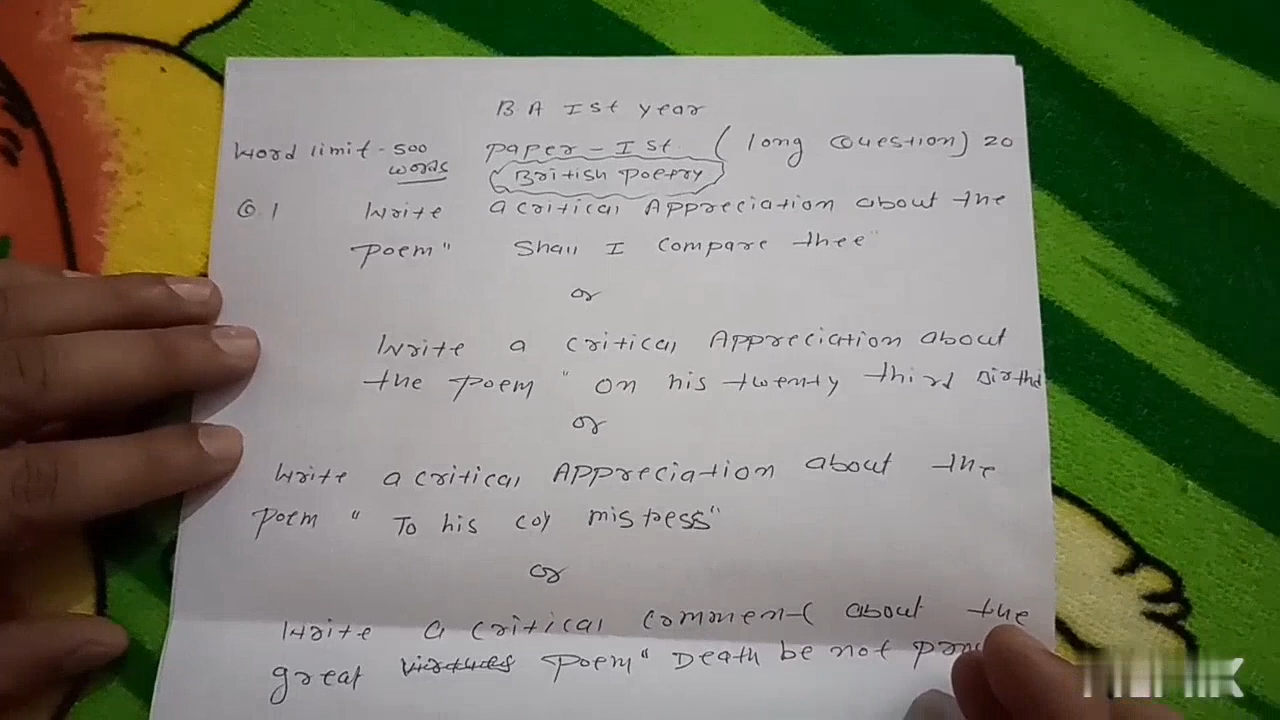 BA Ist year
Word limit - 500 words Paper - Ist (long Question) 20
British Poetry
Q.1 Write a critical Appreciation about the
Poem" Shall I compare thee"
or
Write a critical Appreciation about
the Poem " on his twenty third Birthd
or
Write a critical Appreciation about the
Poem " To his coy mistress"
or
Write a critical comment about the
great Poem" Death be not